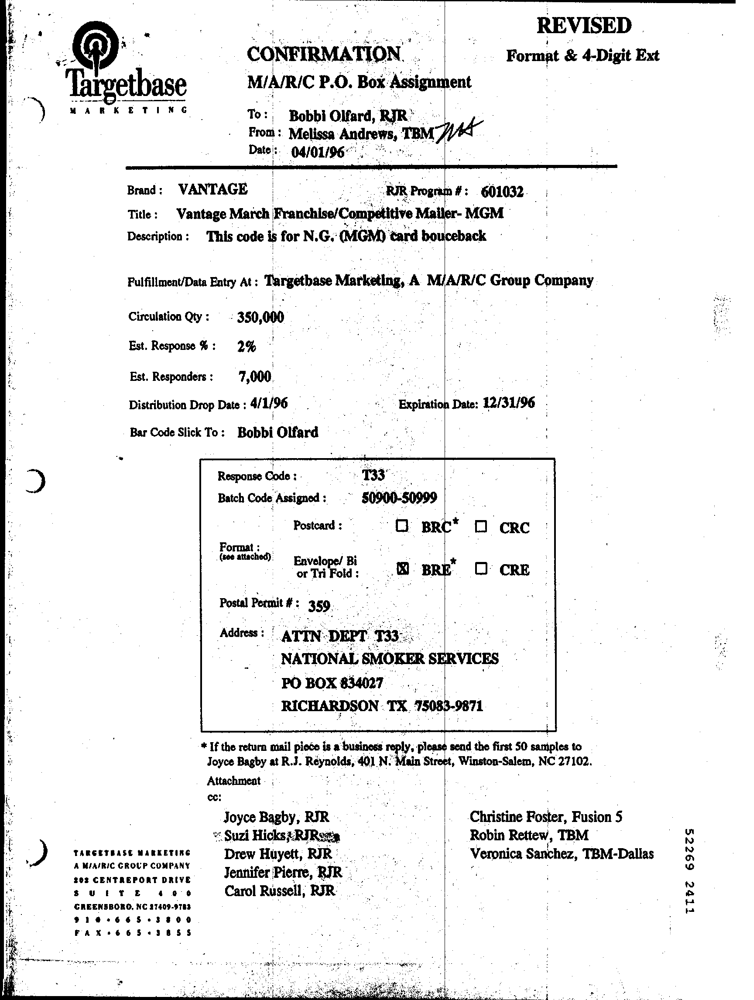 REVISED
CONFIRMATION
Format & 4-Digit Ext
Targetbase
MARKETING
M/A/R/C P.O. Box Assignment
To : Bobbi Olfard, RJR
From : Melissa Andrews, TBM MA
Date : 04/01/96
Brand : VANTAGE RJR Program # : 601032
Title : Vantage March Franchise/Competitive Mailer- MGM
Description : This code is for N.G. (MGM) card bouceback
Fulfillment/Data Entry At : Targetbase Marketing, A M/A/R/C Group Company
Circulation Qty : 350,000
Est. Response % : 2%
Est. Responders : 7,000
Distribution Drop Date : 4/1/96 Expiration Date: 12/31/96
Bar Code Slick To : Bobbi Olfard
Response Code : T33
Batch Code Assigned : 50900-50999
Postcard : ☐ BRC* ☐ CRC
Format :
(see attached)
Envelope/ Bi
or Tri Fold : ☒ BRE* ☐ CRE
Postal Permit # : 359
Address : ATTN DEPT T33
NATIONAL SMOKER SERVICES
PO BOX 834027
RICHARDSON TX 75083-9871
* If the return mail piece is a business reply, please send the first 50 samples to
Joyce Bagby at R.J. Reynolds, 401 N. Main Street, Winston-Salem, NC 27102.
Attachment
cc:
Joyce Bagby, RJR Christine Foster, Fusion 5
Suzi Hicks, RJR Robin Rettew, TBM
Drew Huyett, RJR Veronica Sanchez, TBM-Dallas
Jennifer Pierre, RJR
Carol Russell, RJR
TARGETBASE MARKETING
A M/A/R/C GROUP COMPANY
202 CENTREPORT DRIVE
SUITE 400
GREENSBORO, NC 27409-9783
910•665•3800
FAX•665•3855
52269 2411